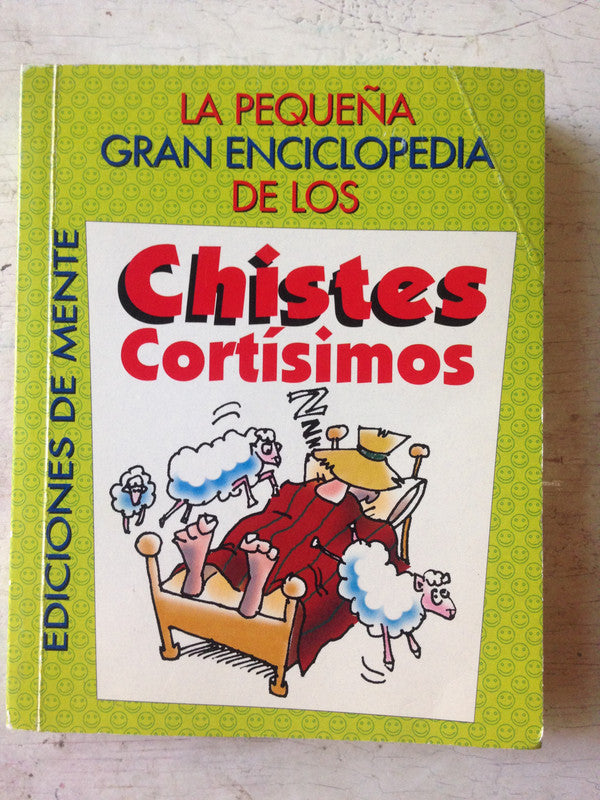 LA PEQUEÑA
GRAN ENCICLOPEDIA
DE LOS
Chistes
Cortísimos
EDICIONES DE MENTE
Z
Z
Z